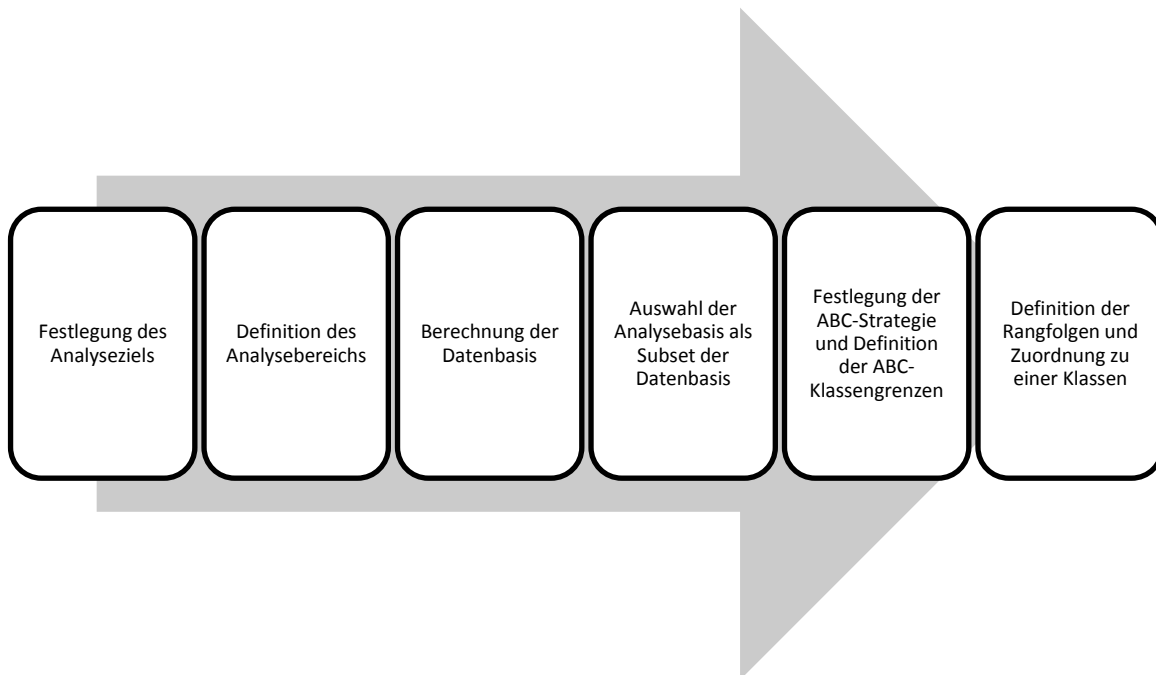 Festlegung des
Analyseziels
Definition des
Analysebereichs
Berechnung der
Datenbasis
Auswahl der
Analysebasis als
Subset der
Datenbasis
Festlegung der
ABC-Strategie
und Definition
der ABC-
Klassengrenzen
Definition der
Rangfolgen und
Zuordnung zu
einer Klassen